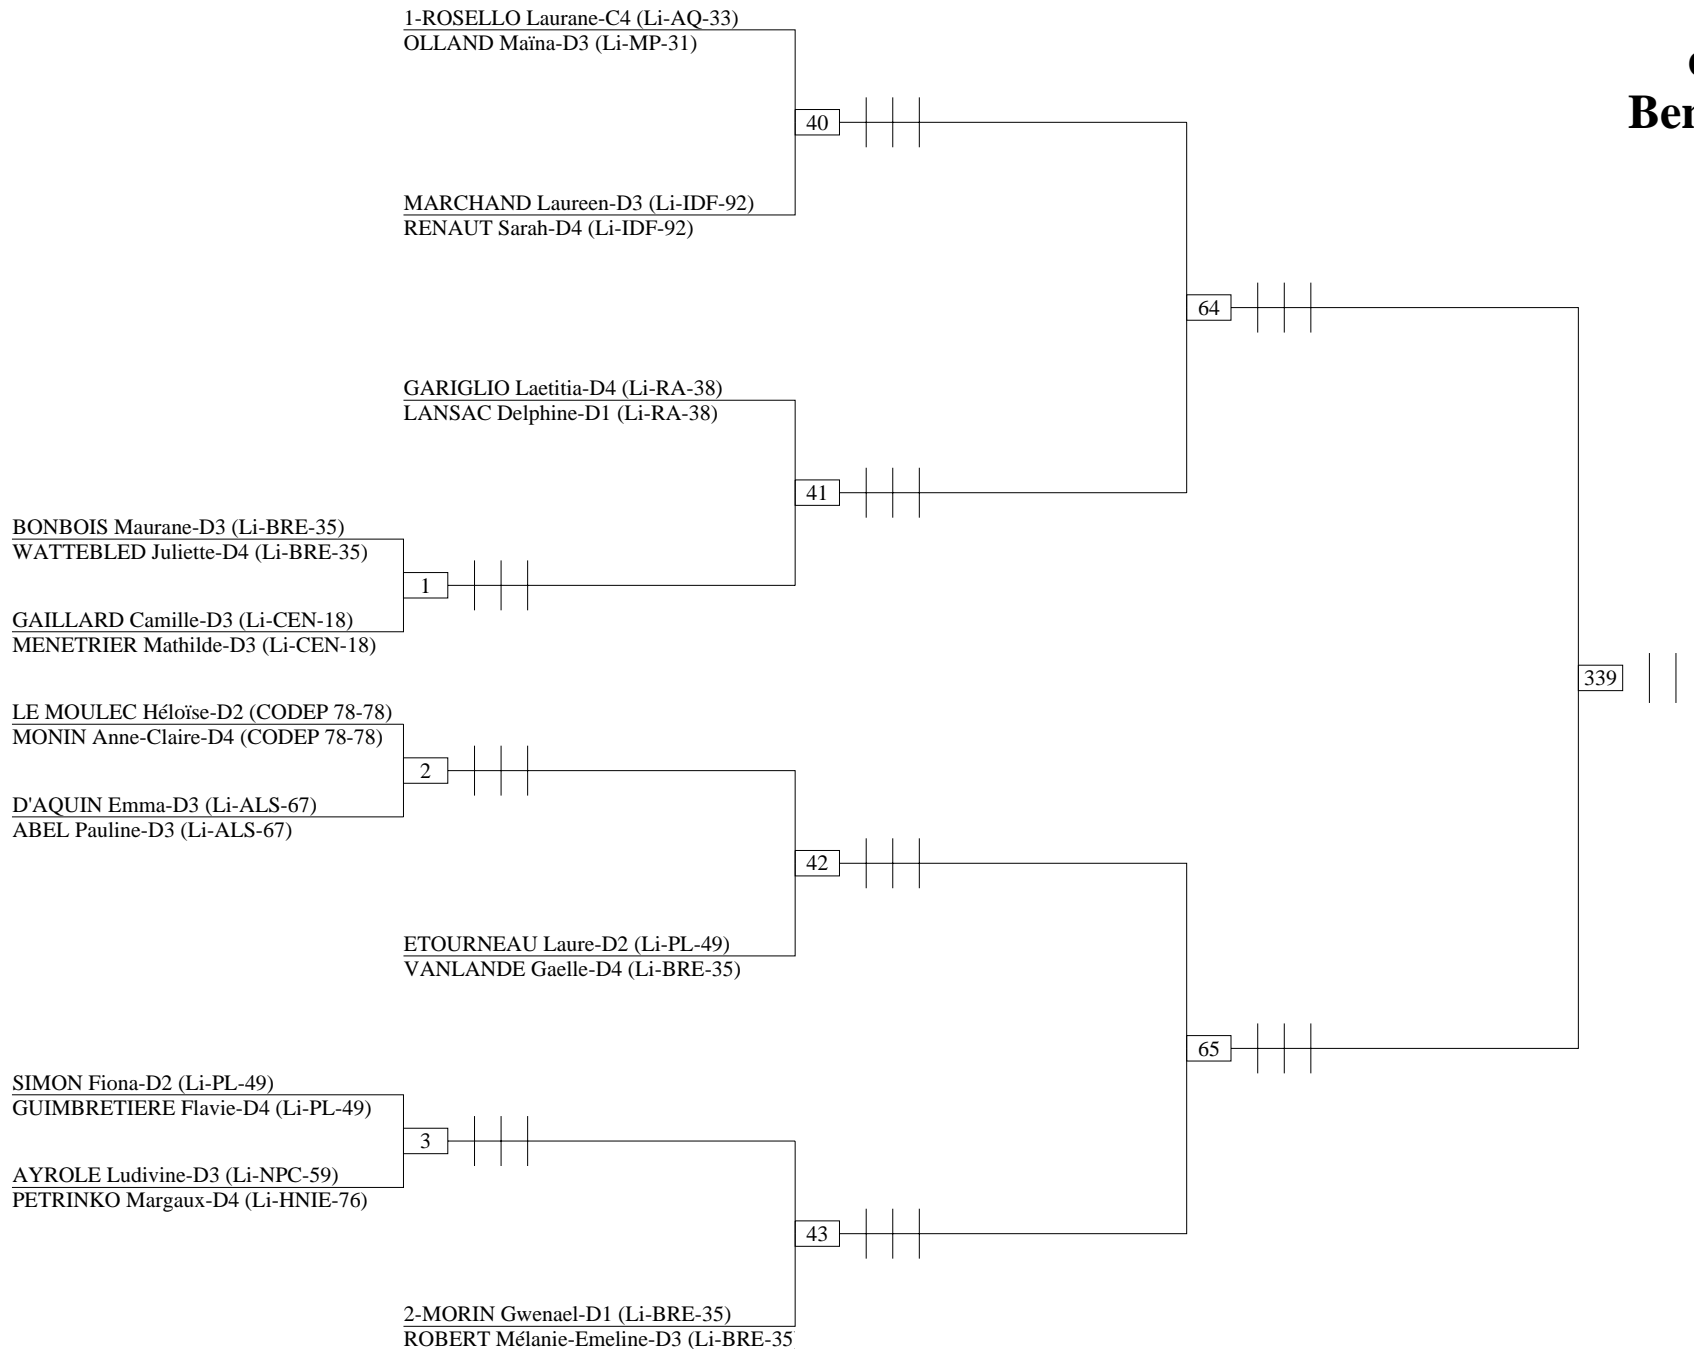 1-ROSELLO Laurane-C4 (Li-AQ-33)
OLLAND Maïna-D3 (Li-MP-31)
40
MARCHAND Laureen-D3 (Li-IDF-92)
RENAUT Sarah-D4 (Li-IDF-92)
64
GARIGLIO Laetitia-D4 (Li-RA-38)
LANSAC Delphine-D1 (Li-RA-38)
41
BONBOIS Maurane-D3 (Li-BRE-35)
WATTEBLED Juliette-D4 (Li-BRE-35)
1
GAILLARD Camille-D3 (Li-CEN-18)
MENETRIER Mathilde-D3 (Li-CEN-18)
339
LE MOULEC Héloïse-D2 (CODEP 78-78)
MONIN Anne-Claire-D4 (CODEP 78-78)
2
D'AQUIN Emma-D3 (Li-ALS-67)
ABEL Pauline-D3 (Li-ALS-67)
42
ETOURNEAU Laure-D2 (Li-PL-49)
VANLANDE Gaelle-D4 (Li-BRE-35)
65
SIMON Fiona-D2 (Li-PL-49)
GUIMBRETIERE Flavie-D4 (Li-PL-49)
3
AYROLE Ludivine-D3 (Li-NPC-59)
PETRINKO Margaux-D4 (Li-HNIE-76)
43
2-MORIN Gwenael-D1 (Li-BRE-35)
ROBERT Mélanie-Emeline-D3 (Li-BRE-35